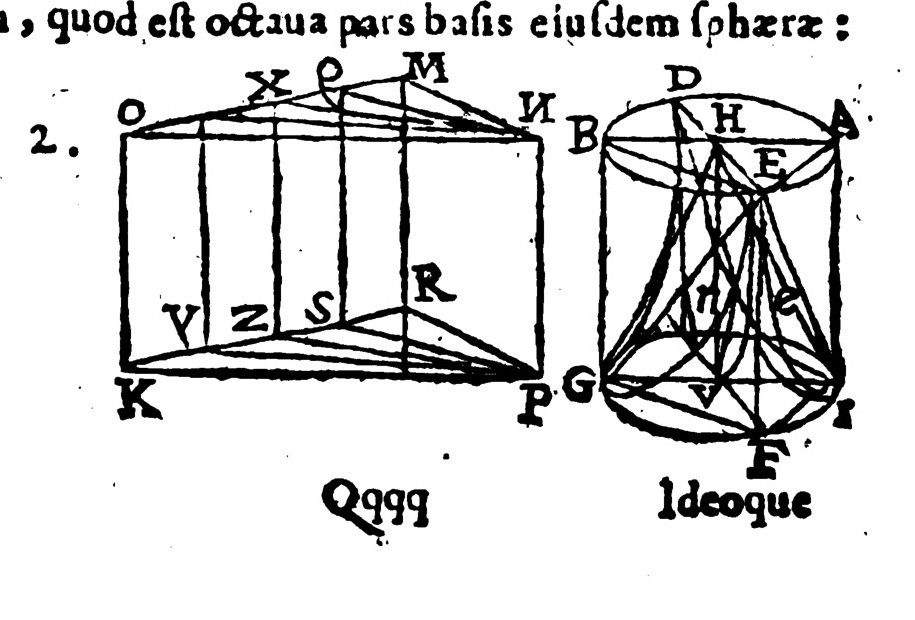 , quod est octaua pars basis eiusdem sphæræ :
2.
O X P M N
V Z S R
K P
D
B H A
E
n e
G V I
F
Qqqq Ideoque